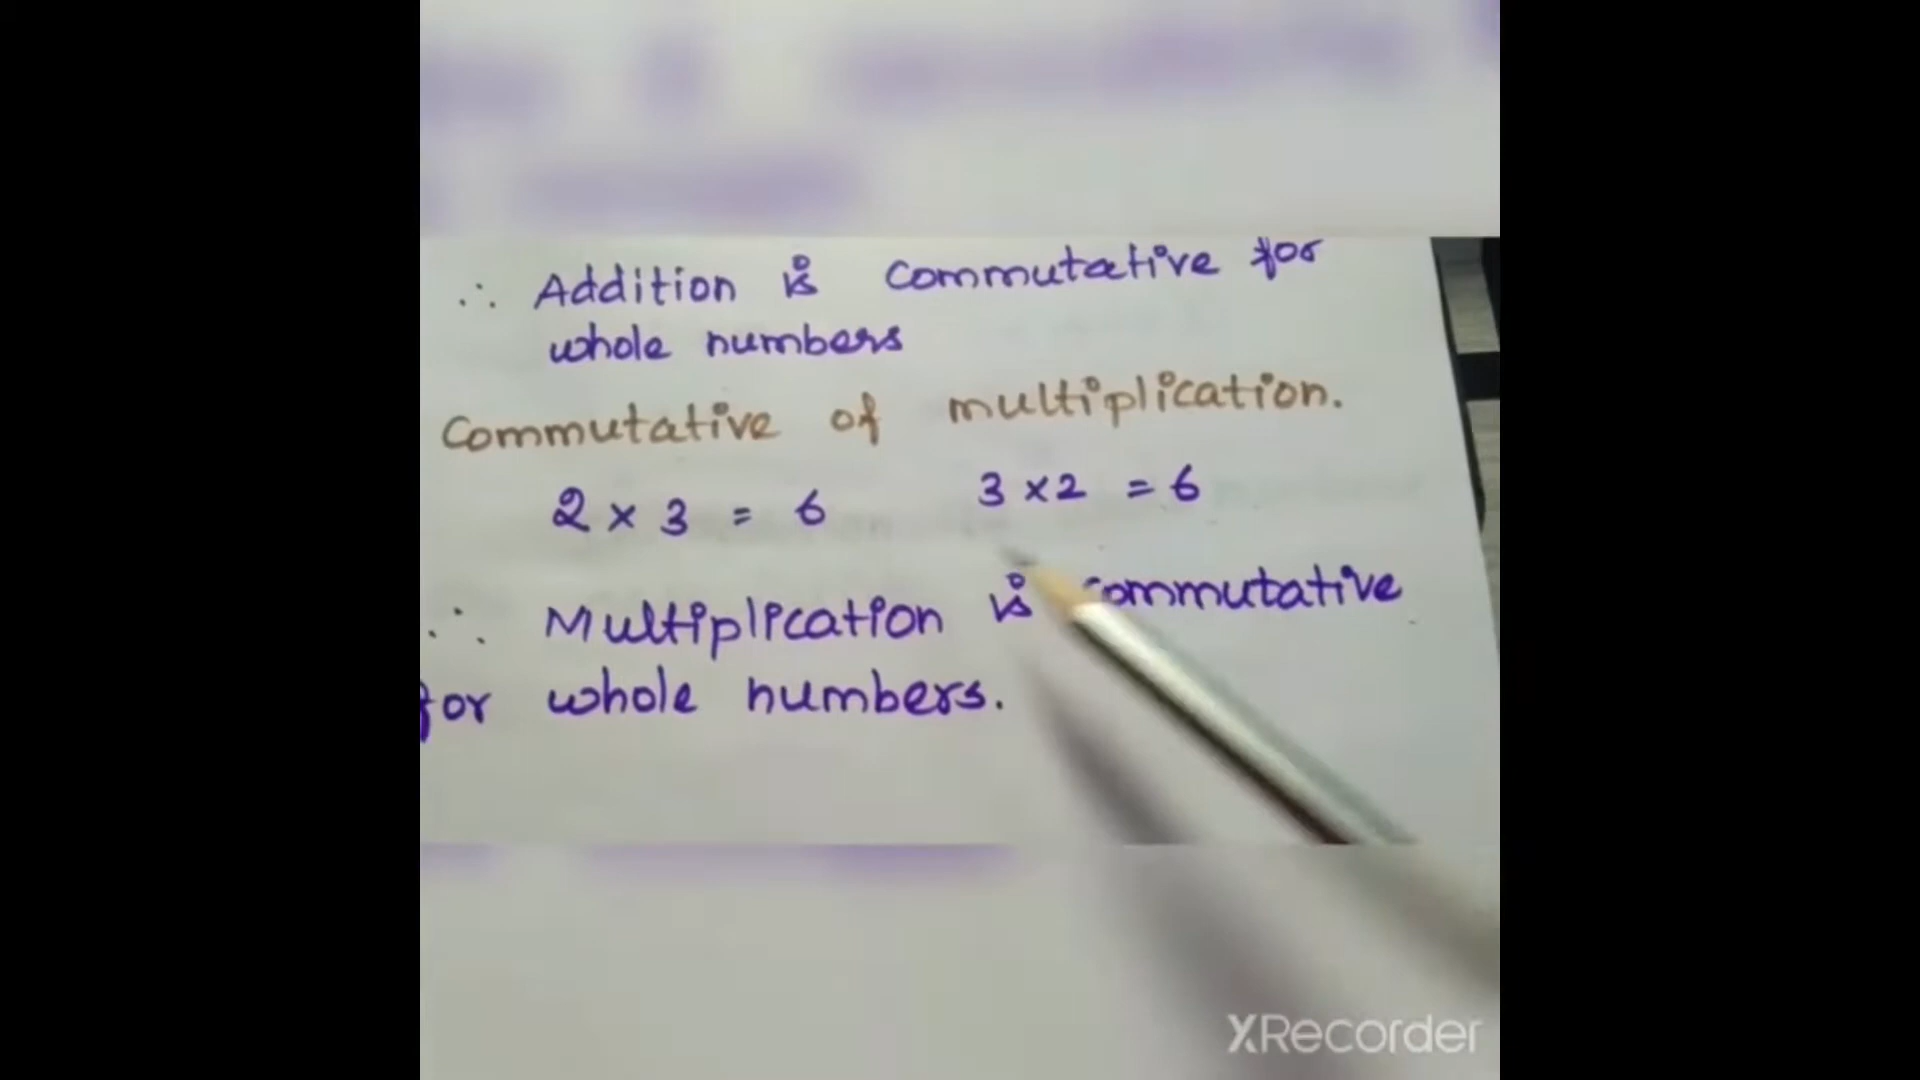 ∴ Addition is commutative for
whole numbers
Commutative of multiplication.
2 × 3 = 6 3 × 2 = 6
∴ Multiplication is commutative
for whole numbers.
XRecorder